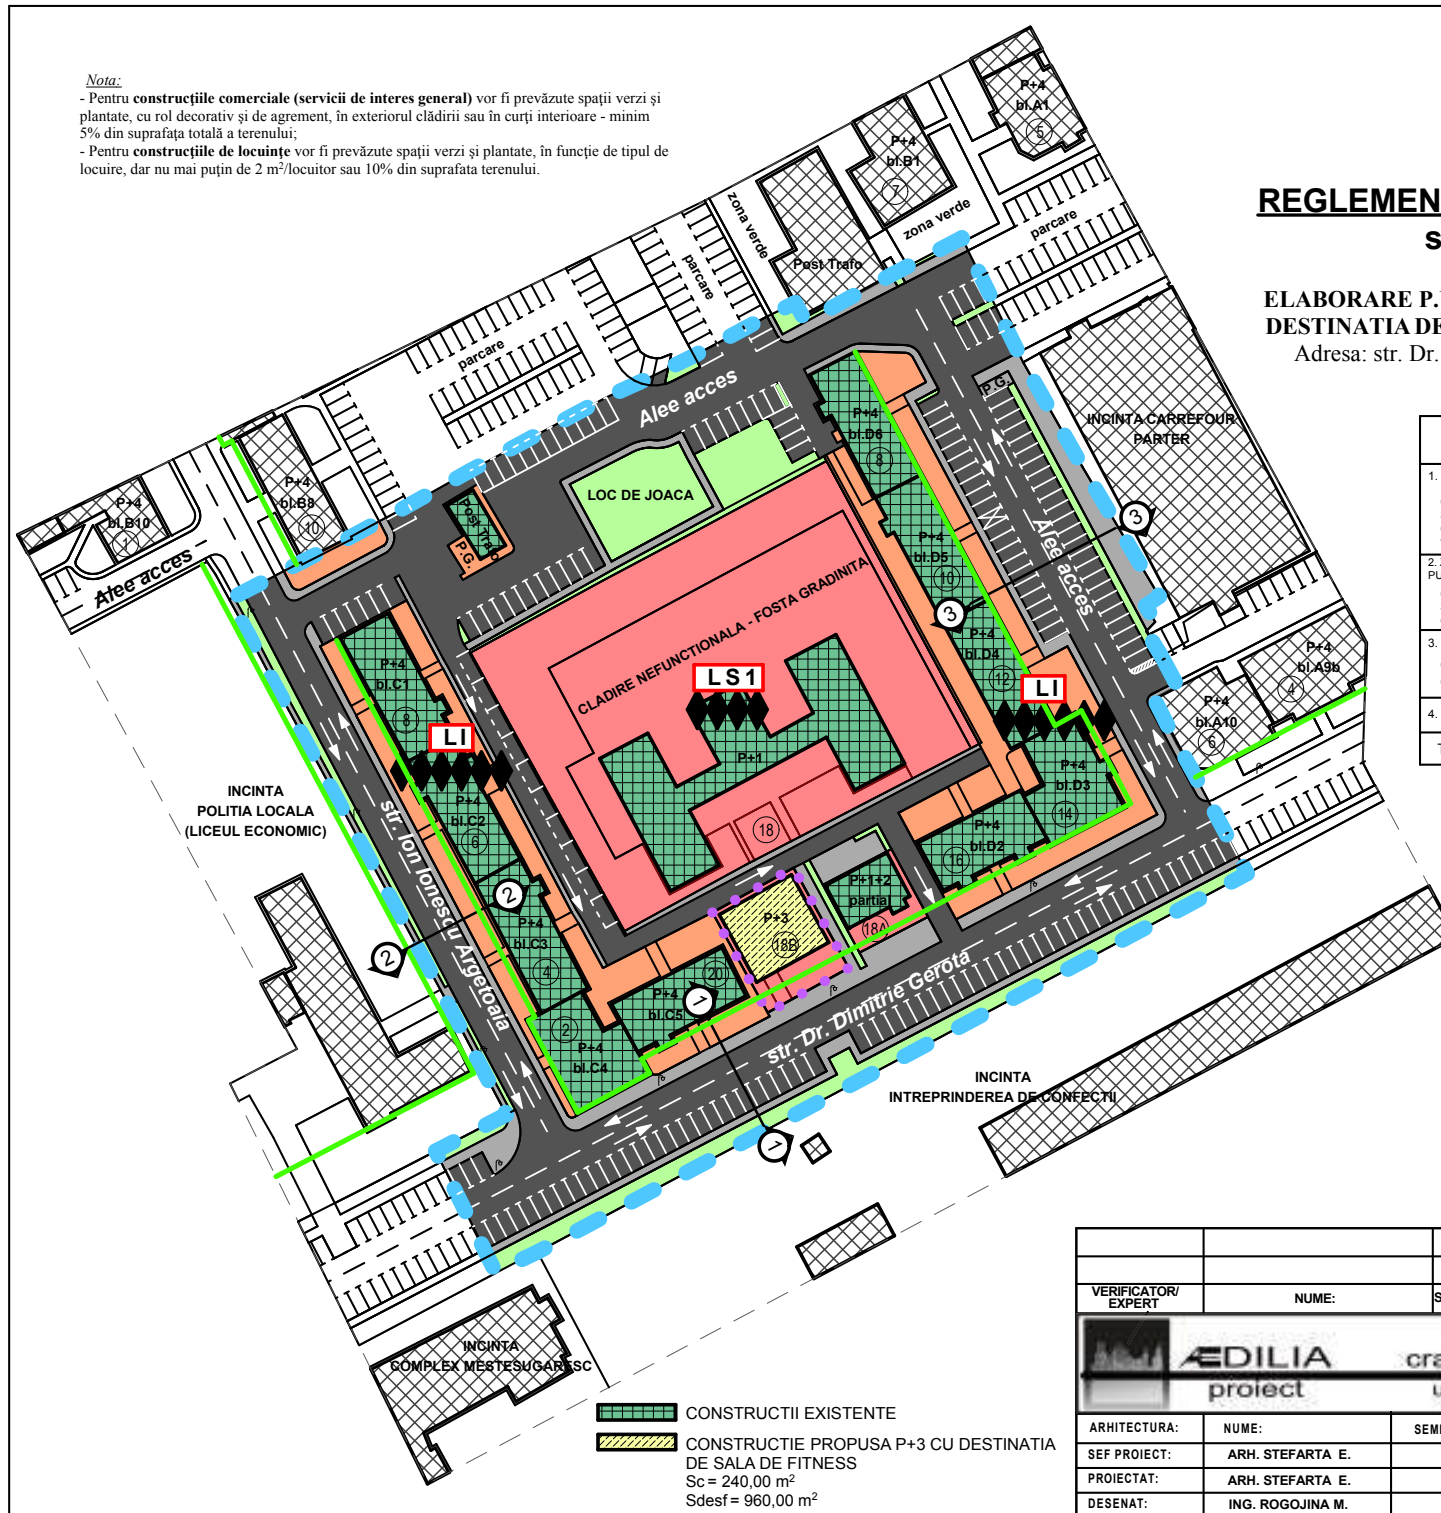 Nota:
- Pentru construcțiile comerciale (servicii de interes general) vor fi prevăzute spații verzi și
plantate, cu rol decorativ și de agrement, în exteriorul clădirii sau în curți interioare - minim
5% din suprafața totală a terenului;
- Pentru construcțiile de locuințe vor fi prevăzute spații verzi și plantate, în funcție de tipul de
locuire, dar nu mai puțin de 2 m²/locuitor sau 10% din suprafata terenului.
REGLEMEN
s
ELABORARE P.
DESTINATIA DE
Adresa: str. Dr.
1.
2.
PU
3.
4.
T
P+4
bl.A1
5
P+4
bl.B1
7
zona verde
zona verde
Post Trafo
parcare
parcare
parcare
Alee acces
P.G.
INCINTA CARREFOUR
PARTER
P+4
bl.D6
8
LOC DE JOACA
P+4
bl.B8
10
P+4
bl.B10
1
Alee acces
Post Trafo
P.G.
3
Alee acces
P+4
bl.D5
10
3
P+4
bl.D4
12
CLADIRE NEFUNCTIONALA - FOSTA GRADINITA
LS1
LI
P+4
bl.A9b
4
P+4
bl.A10
6
P+4
bl.C1
8
LI
P+1
P+4
bl.D3
14
INCINTA
POLITIA LOCALA
(LICEUL ECONOMIC)
str. Ion Ionescu Argetoaia
P+4
bl.C2
6
18
P+4
bl.D2
16
P+1+2
partial
18A
2
2
P+4
bl.C3
4
P+3
18B
20
P+4
bl.C5
1
2
P+4
bl.C4
str. Dr. Dimitrie Gerota
INCINTA
INTREPRINDEREA DE CONFECTII
1
INCINTA
COMPLEX MESTESUGARESC
CONSTRUCTII EXISTENTE
CONSTRUCTIE PROPUSA P+3 CU DESTINATIA
DE SALA DE FITNESS
Sc = 240,00 m²
Sdesf = 960,00 m²
VERIFICATOR/
EXPERT
NUME:
S
ÆDILIA
proiect
cra
u
ARHITECTURA:
NUME:
SEM
SEF PROIECT:
ARH. STEFARTA E.
PROIECTAT:
ARH. STEFARTA E.
DESENAT:
ING. ROGOJINA M.